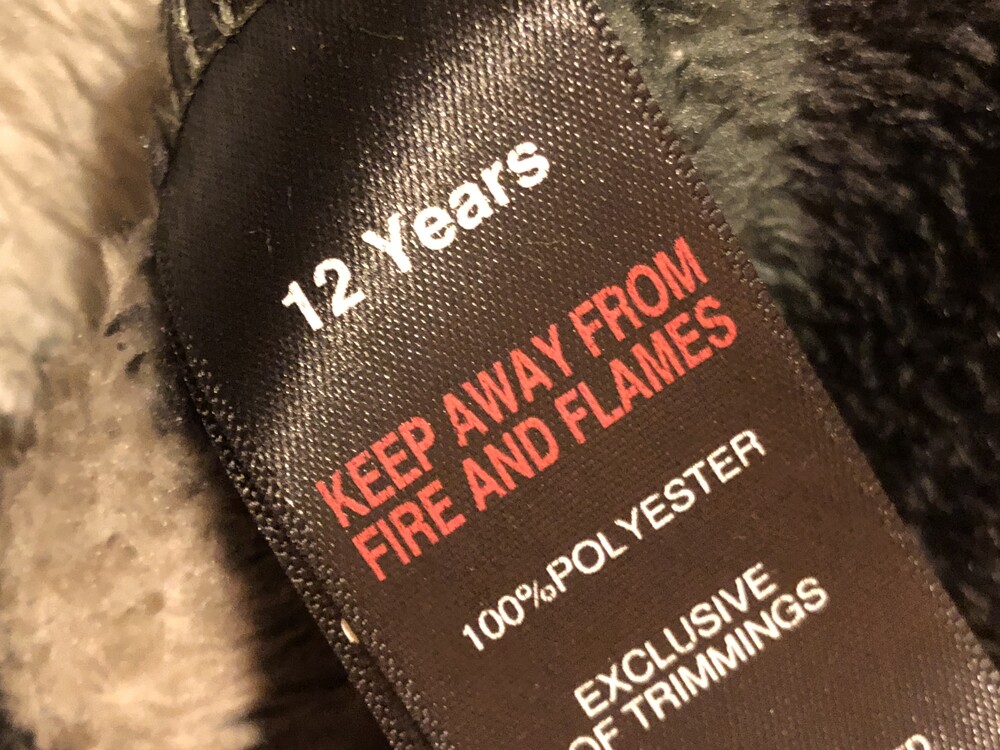 12 Years
KEEP AWAY FROM
FIRE AND FLAMES
100%POLYESTER
EXCLUSIVE
OF TRIMMINGS